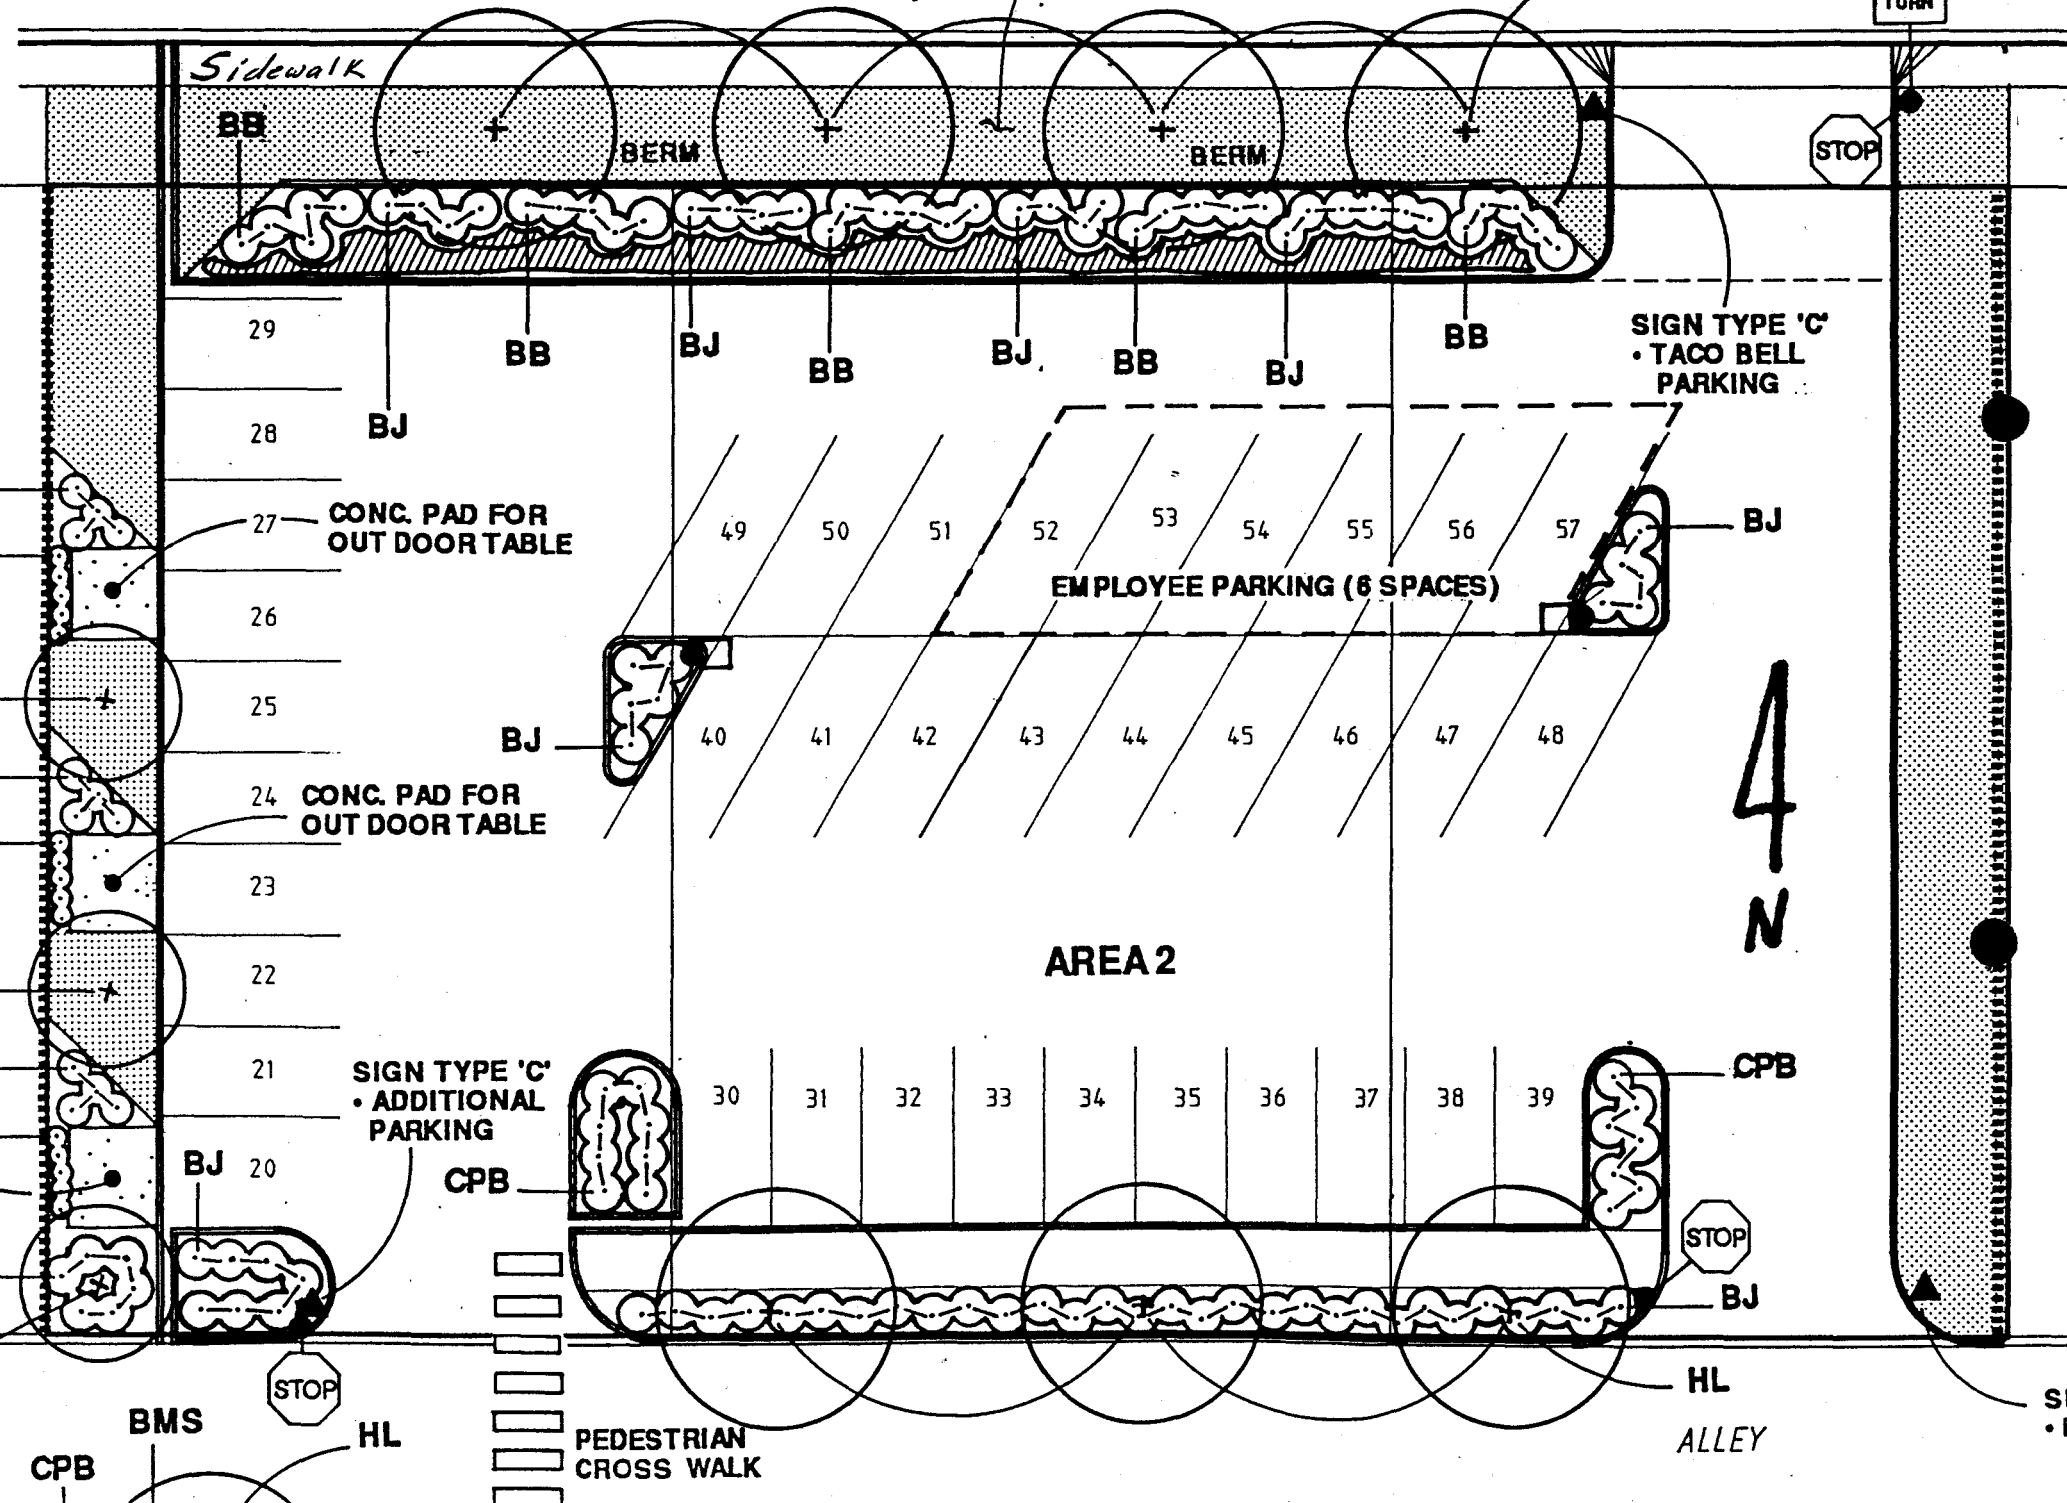 TURN
Sidewalk
BB
BERM
BERM
STOP
29
BJ
BB
BJ
BB
BJ
BB
BJ
BB
SIGN TYPE 'C'
• TACO BELL
PARKING
28
27
CONC. PAD FOR
OUT DOOR TABLE
49
50
51
52
53
54
55
56
57
BJ
EMPLOYEE PARKING (6 SPACES)
26
25
BJ
40
41
42
43
44
45
46
47
48
24
CONC. PAD FOR
OUT DOOR TABLE
23
N
AREA 2
22
21
SIGN TYPE 'C'
• ADDITIONAL
PARKING
30
31
32
33
34
35
36
37
38
39
CPB
BJ
20
CPB
STOP
BJ
STOP
HL
BMS
HL
CPB
PEDESTRIAN
CROSS WALK
ALLEY